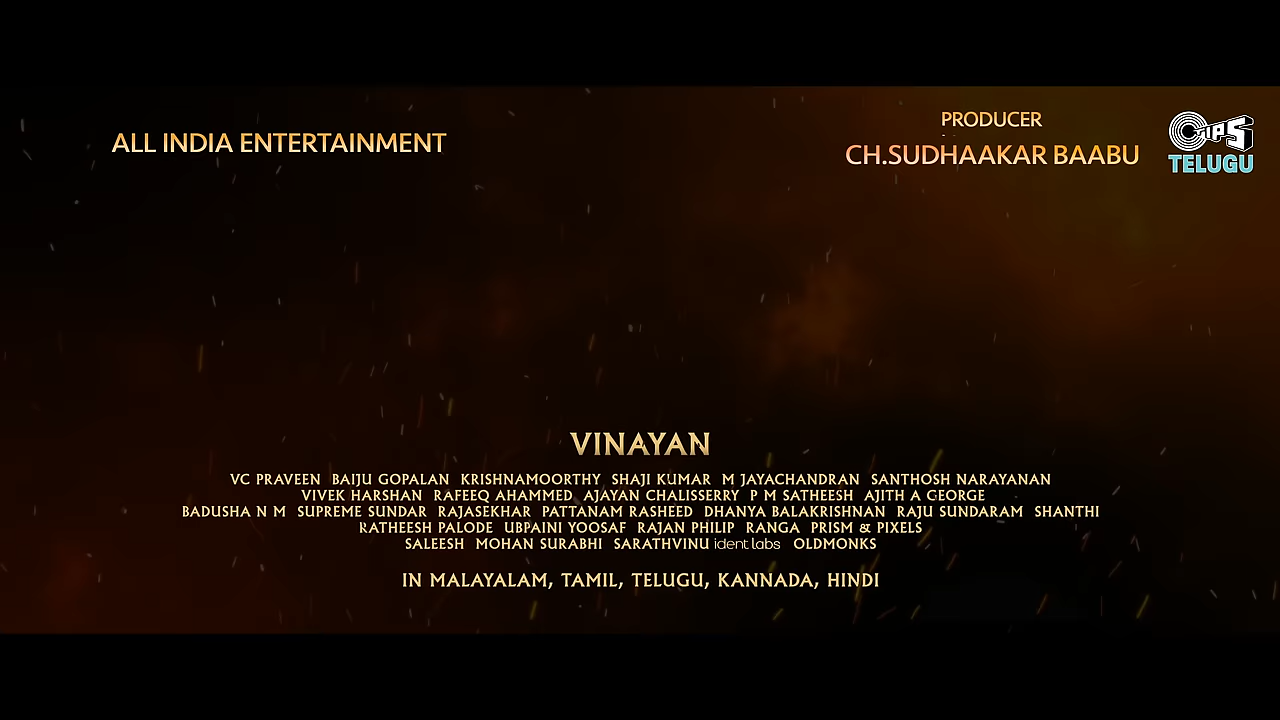 ALL INDIA ENTERTAINMENT
PRODUCER
CH.SUDHAAKAR BAABU
TIPS
TELUGU
VINAYAN
VC PRAVEEN BAIJU GOPALAN KRISHNAMOORTHY SHAJI KUMAR M JAYACHANDRAN SANTHOSH NARAYANAN
VIVEK HARSHAN RAFEEQ AHAMMED AJAYAN CHALISSERRY P M SATHEESH AJITH A GEORGE
BADUSHA N M SUPREME SUNDAR RAJASEKHAR PATTANAM RASHEED DHANYA BALAKRISHNAN RAJU SUNDARAM SHANTHI
RATHEESH PALODE UBPAINI YOOSAF RAJAN PHILIP RANGA PRISM & PIXELS
SALEESH MOHAN SURABHI SARATHVINU ident labs OLDMONKS
IN MALAYALAM, TAMIL, TELUGU, KANNADA, HINDI